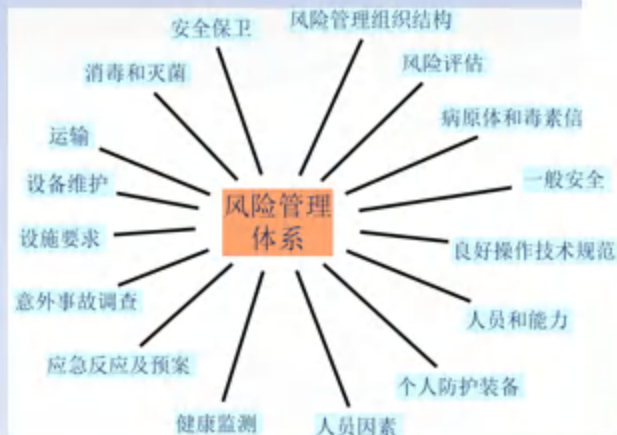 风险管理组织结构
安全保卫
风险评估
消毒和灭菌
病原体和毒素信
运输
一般安全
设备维护
风险管理
体系
设施要求
良好操作技术规范
意外事故调查
人员和能力
应急反应及预案
个人防护装备
健康监测
人员因素